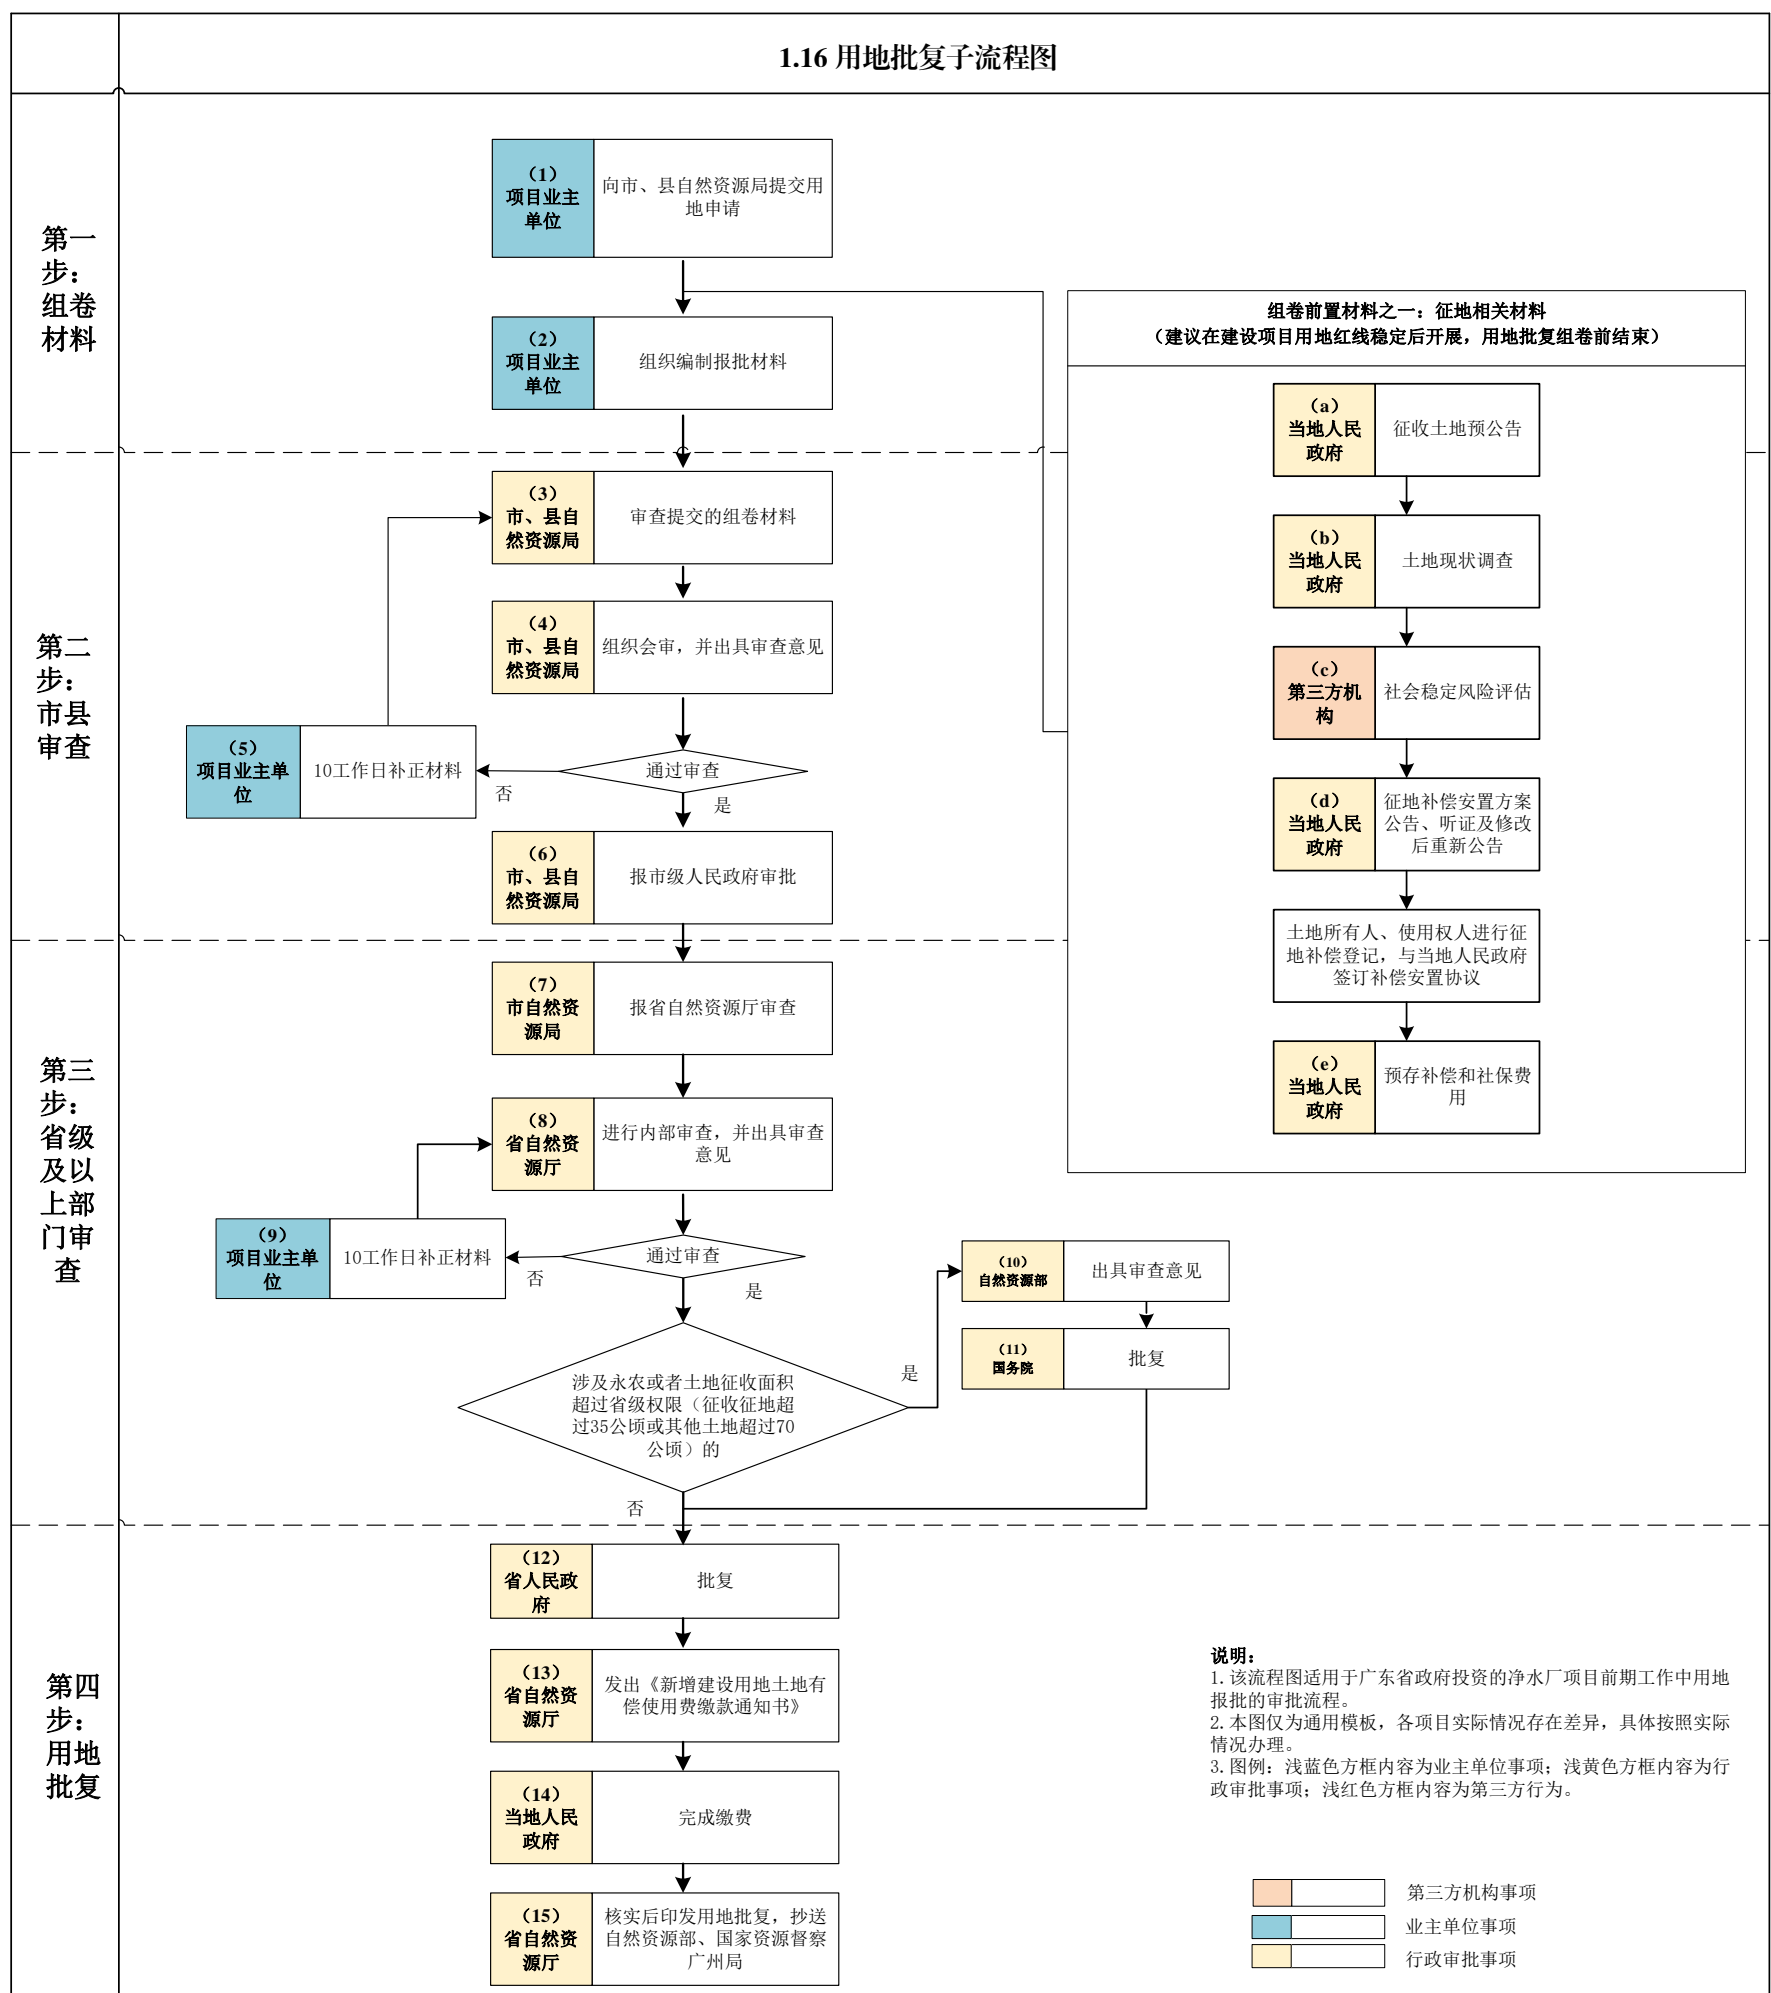 1.16 用地批复子流程图
第一
步：
组卷
材料
（1）
项目业主
单位
向市、县自然资源局提交用
地申请
（2）
项目业主
单位
组织编制报批材料
组卷前置材料之一：征地相关材料
（建议在建设项目用地红线稳定后开展，用地批复组卷前结束）
（a）
当地人民
政府
征收土地预公告
（b）
当地人民
政府
土地现状调查
（c）
第三方机
构
社会稳定风险评估
（d）
当地人民
政府
征地补偿安置方案
公告、听证及修改
后重新公告
土地所有人、使用权人进行征
地补偿登记，与当地人民政府
签订补偿安置协议
（e）
当地人民
政府
预存补偿和社保费
用
第二
步：
市县
审查
（3）
市、县自
然资源局
审查提交的组卷材料
（4）
市、县自
然资源局
组织会审，并出具审查意见
通过审查
否
是
（5）
项目业主单
位
10工作日补正材料
（6）
市、县自
然资源局
报市级人民政府审批
第三
步：
省级
及以
上部
门审
查
（7）
市自然资
源局
报省自然资源厅审查
（8）
省自然资
源厅
进行内部审查，并出具审查
意见
通过审查
否
是
（9）
项目业主单
位
10工作日补正材料
涉及永农或者土地征收面积
超过省级权限（征收征地超
过35公顷或其他土地超过70
公顷）的
是
否
（10）
自然资源部
出具审查意见
（11）
国务院
批复
第四
步：
用地
批复
（12）
省人民政
府
批复
（13）
省自然资
源厅
发出《新增建设用地土地有
偿使用费缴款通知书》
（14）
当地人民
政府
完成缴费
（15）
省自然资
源厅
核实后印发用地批复，抄送
自然资源部、国家资源督察
广州局
说明：
1.该流程图适用于广东省政府投资的净水厂项目前期工作中用地
报批的审批流程。
2.本图仅为通用模板，各项目实际情况存在差异，具体按照实际
情况办理。
3.图例：浅蓝色方框内容为业主单位事项；浅黄色方框内容为行
政审批事项；浅红色方框内容为第三方行为。
第三方机构事项
业主单位事项
行政审批事项